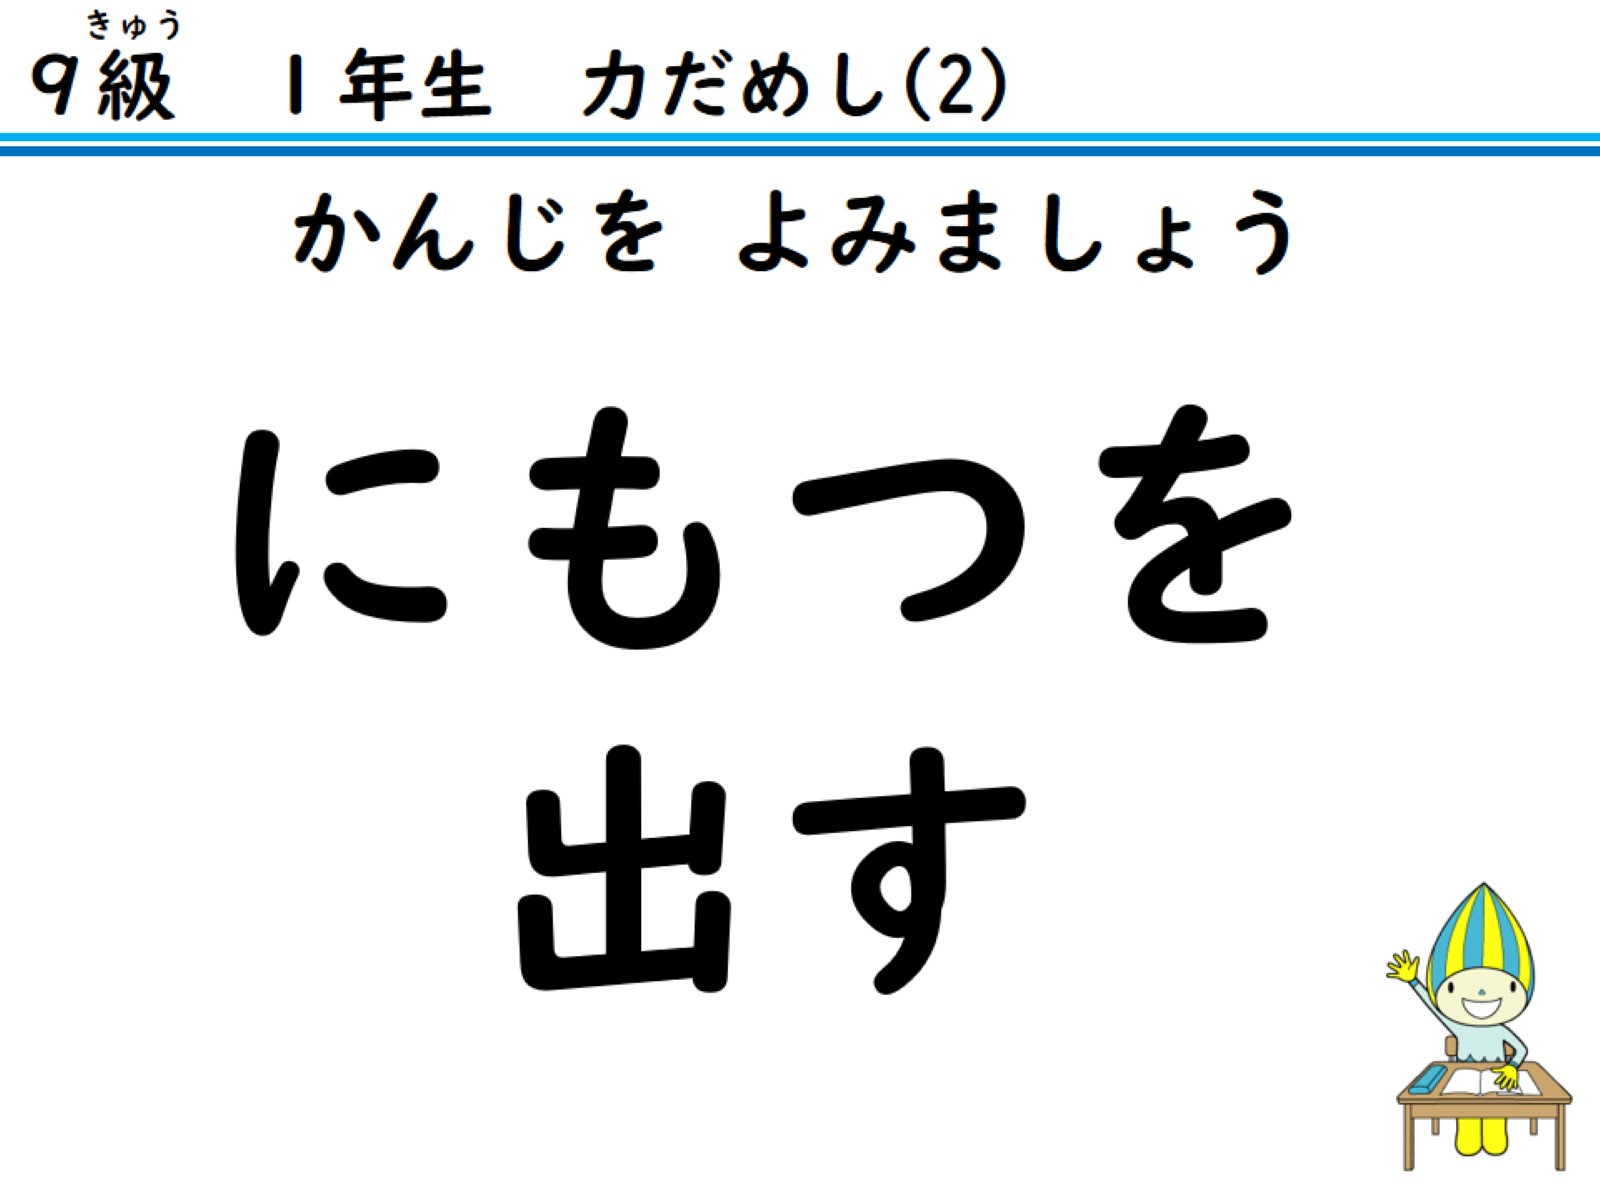 きゅう
9級 1年生 力だめし(2)
かんじを よみましょう
にもつを
出す